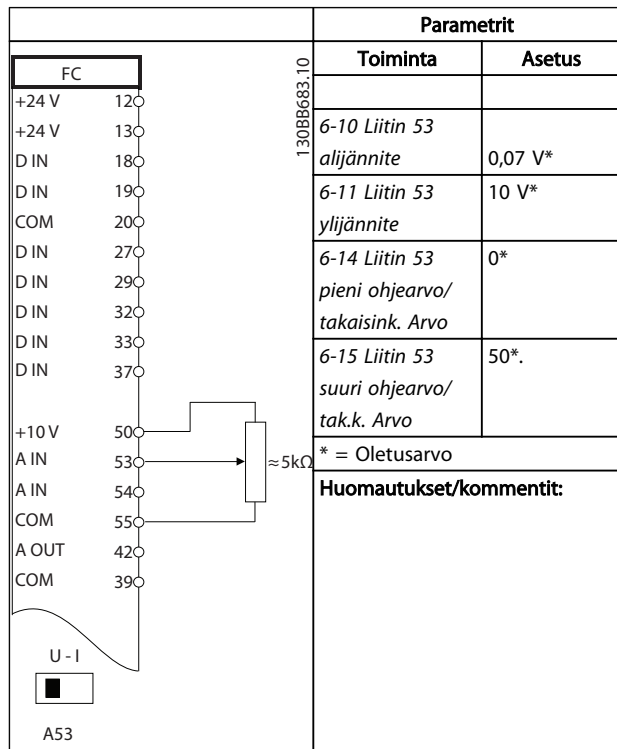 Parametrit
Toiminta Asetus
6-10 Liitin 53
alijännite 0,07 V*
6-11 Liitin 53 10 V*
ylijännite
6-14 Liitin 53 0*
pieni ohjearvo/
takaisink. Arvo
6-15 Liitin 53 50*.
suuri ohjearvo/
tak.k. Arvo
* = Oletusarvo
Huomautukset/kommentit:
FC
+24 V 12
+24 V 13
D IN 18
D IN 19
COM 20
D IN 27
D IN 29
D IN 32
D IN 33
D IN 37
+10 V 50
A IN 53
A IN 54
COM 55
A OUT 42
COM 39
≈5kΩ
U - I
A53
130BB683.10